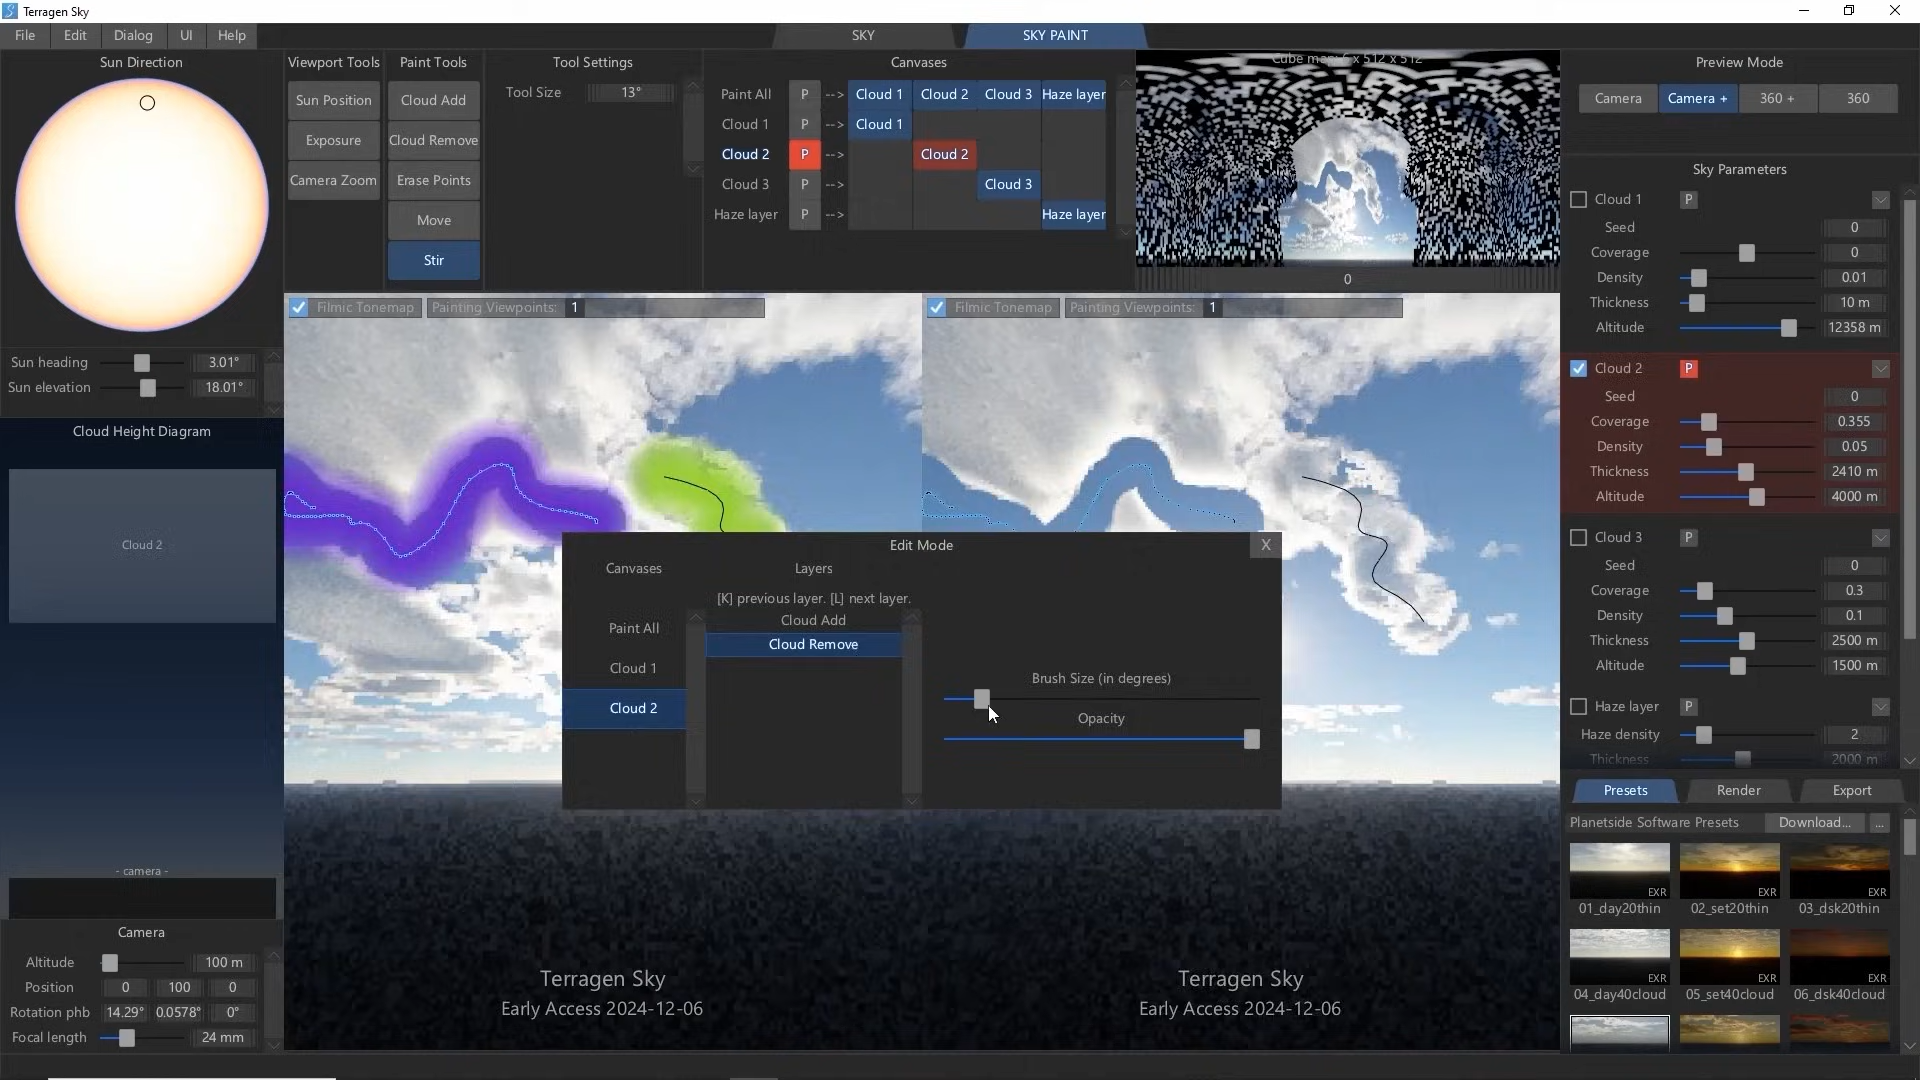 Terragen Sky
File Edit Dialog UI Help
SKY SKY PAINT
Sun Direction
Sun heading 3.01°
Sun elevation 18.01°
Cloud Height Diagram
Cloud 2
- camera -
Camera
Altitude 100 m
Position 0 100 0
Rotation phb 14.29° 0.0578° 0°
Focal length 24 mm
Viewport Tools
Sun Position
Exposure
Camera Zoom
Paint Tools
Cloud Add
Cloud Remove
Erase Points
Move
Stir
Tool Settings
Tool Size 13°
Canvases
Paint All P --> Cloud 1 Cloud 2 Cloud 3 Haze layer
Cloud 1 P --> Cloud 1
Cloud 2 P --> Cloud 2
Cloud 3 P --> Cloud 3
Haze layer P --> Haze layer
Cube map: 6 x 512 x 512
0
Filmic Tonemap Painting Viewpoints: 1
Filmic Tonemap Painting Viewpoints: 1
Edit Mode X
Canvases
Paint All
Cloud 1
Cloud 2
Layers
[K] previous layer. [L] next layer.
Cloud Add
Cloud Remove
Brush Size (in degrees)
Opacity
Terragen Sky
Early Access 2024-12-06
Terragen Sky
Early Access 2024-12-06
Preview Mode
Camera Camera + 360 + 360
Sky Parameters
Cloud 1 P
Seed 0
Coverage 0
Density 0.01
Thickness 10 m
Altitude 12358 m
Cloud 2 P
Seed 0
Coverage 0.355
Density 0.05
Thickness 2410 m
Altitude 4000 m
Cloud 3 P
Seed 0
Coverage 0.3
Density 0.1
Thickness 2500 m
Altitude 1500 m
Haze layer P
Haze density 2
Thickness 2000 m
Presets Render Export
Planetside Software Presets Download... ...
EXR EXR EXR
01_day20thin 02_set20thin 03_dsk20thin
EXR EXR EXR
04_day40cloud 05_set40cloud 06_dsk40cloud